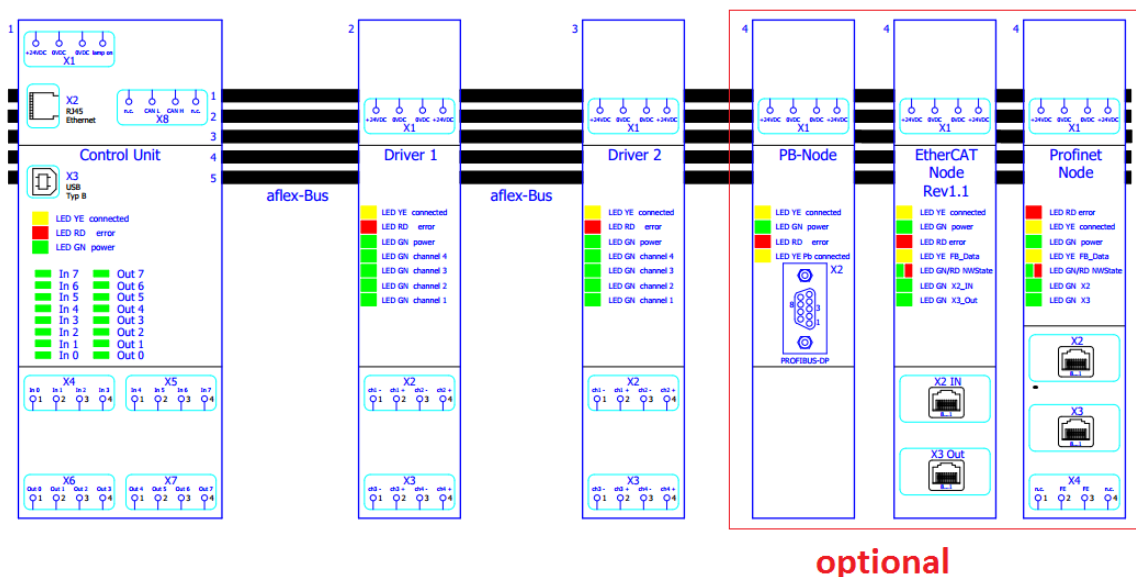 1
+24VDC 0VDC 0VDC lamp on
X1
X2
RJ45
Ethernet
n.c. CAN L CAN H n.c.
X8
1
2
3
4
5
Control Unit
X3
USB
Typ B
LED YE connected
LED RD error
LED GN power
In 7 Out 7
In 6 Out 6
In 5 Out 5
In 4 Out 4
In 3 Out 3
In 2 Out 2
In 1 Out 1
In 0 Out 0
X4
In 0 In 1 In 2 In 3
1 2 3 4
X5
In 4 In 5 In 6 In 7
1 2 3 4
X6
Out 0 Out 1 Out 2 Out 3
1 2 3 4
X7
Out 4 Out 5 Out 6 Out 7
1 2 3 4
aflex-Bus
2
+24VDC 0VDC 0VDC +24VDC
X1
Driver 1
LED YE connected
LED RD error
LED GN power
LED GN channel 4
LED GN channel 3
LED GN channel 2
LED GN channel 1
X2
ch1 - ch1 + ch2 - ch2 +
1 2 3 4
X3
ch3 - ch3 + ch4 - ch4 +
1 2 3 4
aflex-Bus
3
+24VDC 0VDC 0VDC +24VDC
X1
Driver 2
LED YE connected
LED RD error
LED GN power
LED GN channel 4
LED GN channel 3
LED GN channel 2
LED GN channel 1
X2
ch1 - ch1 + ch2 - ch2 +
1 2 3 4
X3
ch3 - ch3 + ch4 - ch4 +
1 2 3 4
4
+24VDC 0VDC 0VDC +24VDC
X1
PB-Node
LED YE connected
LED GN power
LED RD error
LED YE Pb connected
X2
8
3
1
PROFIBUS-DP
4
+24VDC 0VDC 0VDC +24VDC
X1
EtherCAT
Node
Rev1.1
LED YE connected
LED GN power
LED RD error
LED YE FB_Data
LED GN/RD NWState
LED GN X2_IN
LED GN X3_Out
X2 IN
8...1
X3 Out
8...1
4
+24VDC 0VDC 0VDC +24VDC
X1
Profinet
Node
LED RD error
LED YE connected
LED GN power
LED YE FB_Data
LED GN/RD NWState
LED GN X2
LED GN X3
X2
8...1
X3
8...1
X4
n.c. FE FE n.c.
1 2 3 4
optional